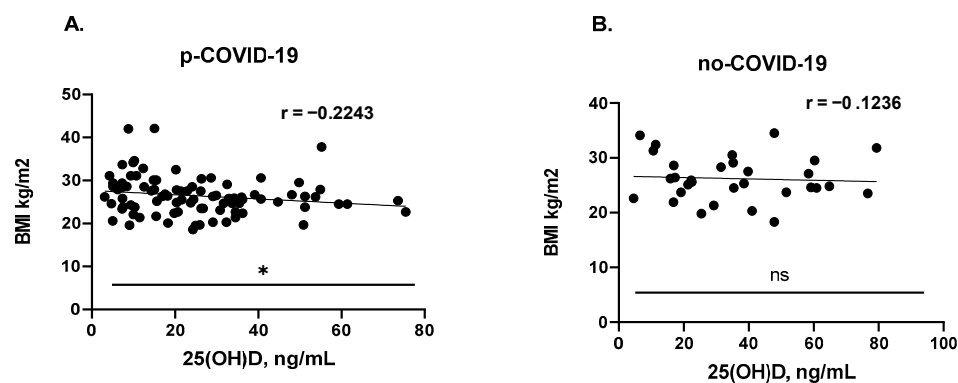 A.
p-COVID-19
r = −0.2243
BMI kg/m2
50
40
30
20
10
0
*
0 20 40 60 80
25(OH)D, ng/mL
B.
no-COVID-19
r = −0 .1236
BMI kg/m2
40
30
20
10
0
ns
0 20 40 60 80 100
25(OH)D, ng/mL